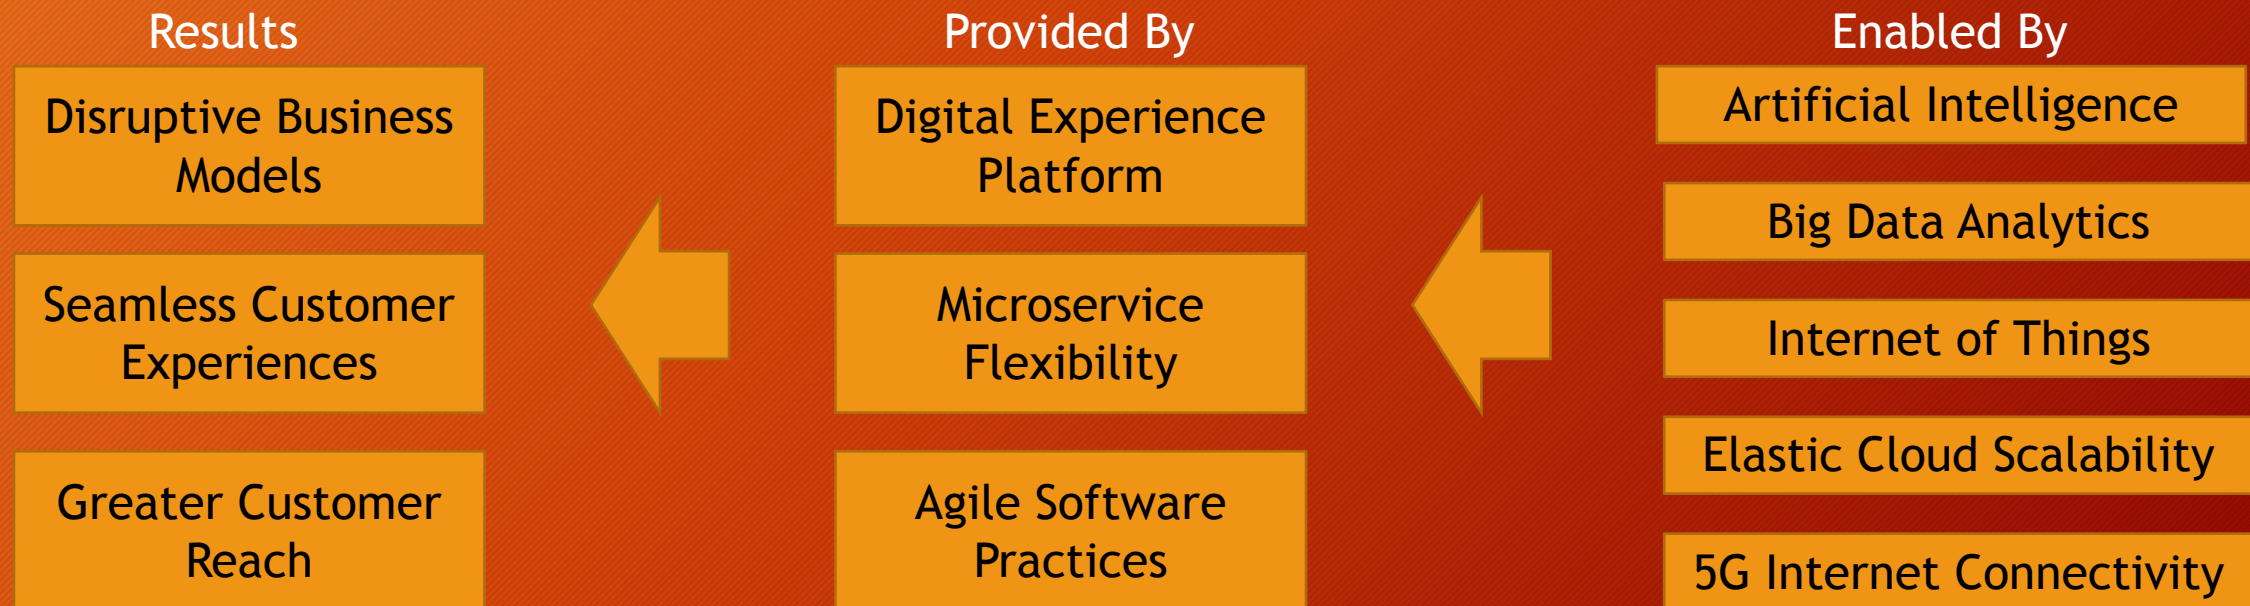 Results
Disruptive Business
Models
Seamless Customer
Experiences
Greater Customer
Reach
Provided By
Digital Experience
Platform
Microservice
Flexibility
Agile Software
Practices
Enabled By
Artificial Intelligence
Big Data Analytics
Internet of Things
Elastic Cloud Scalability
5G Internet Connectivity